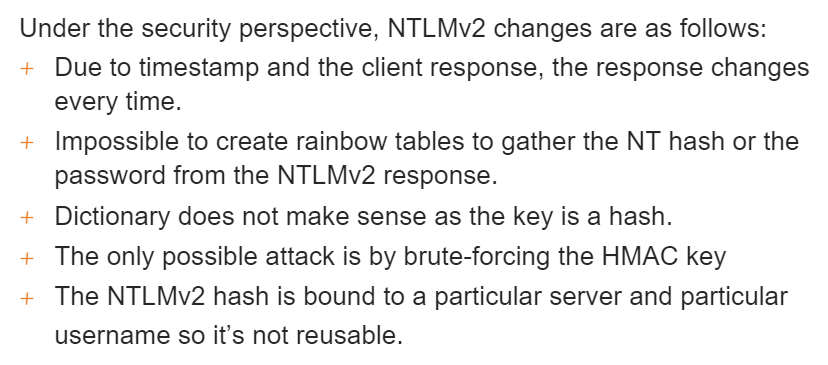 Under the security perspective, NTLMv2 changes are as follows:
+ Due to timestamp and the client response, the response changes
every time.
+ Impossible to create rainbow tables to gather the NT hash or the
password from the NTLMv2 response.
+ Dictionary does not make sense as the key is a hash.
+ The only possible attack is by brute-forcing the HMAC key
+ The NTLMv2 hash is bound to a particular server and particular
username so it’s not reusable.